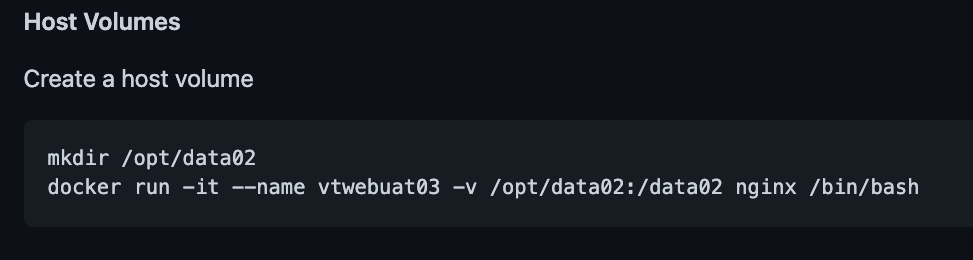 Host Volumes
Create a host volume
mkdir /opt/data02
docker run -it --name vtwebuat03 -v /opt/data02:/data02 nginx /bin/bash